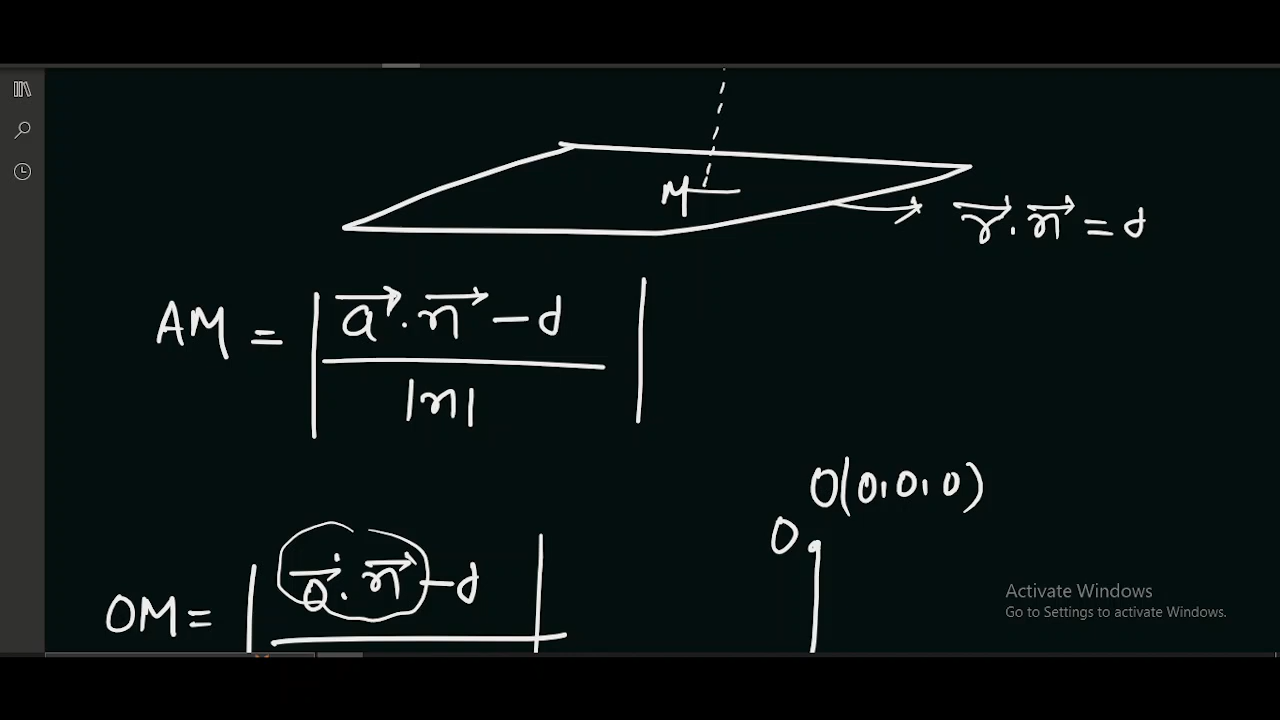 M
r⃗ . n⃗ = d
AM = | a⃗ . n⃗ - d / |n| |
O(0,0,0)
O
OM = | 0⃗ . n⃗ - d
Activate Windows
Go to Settings to activate Windows.